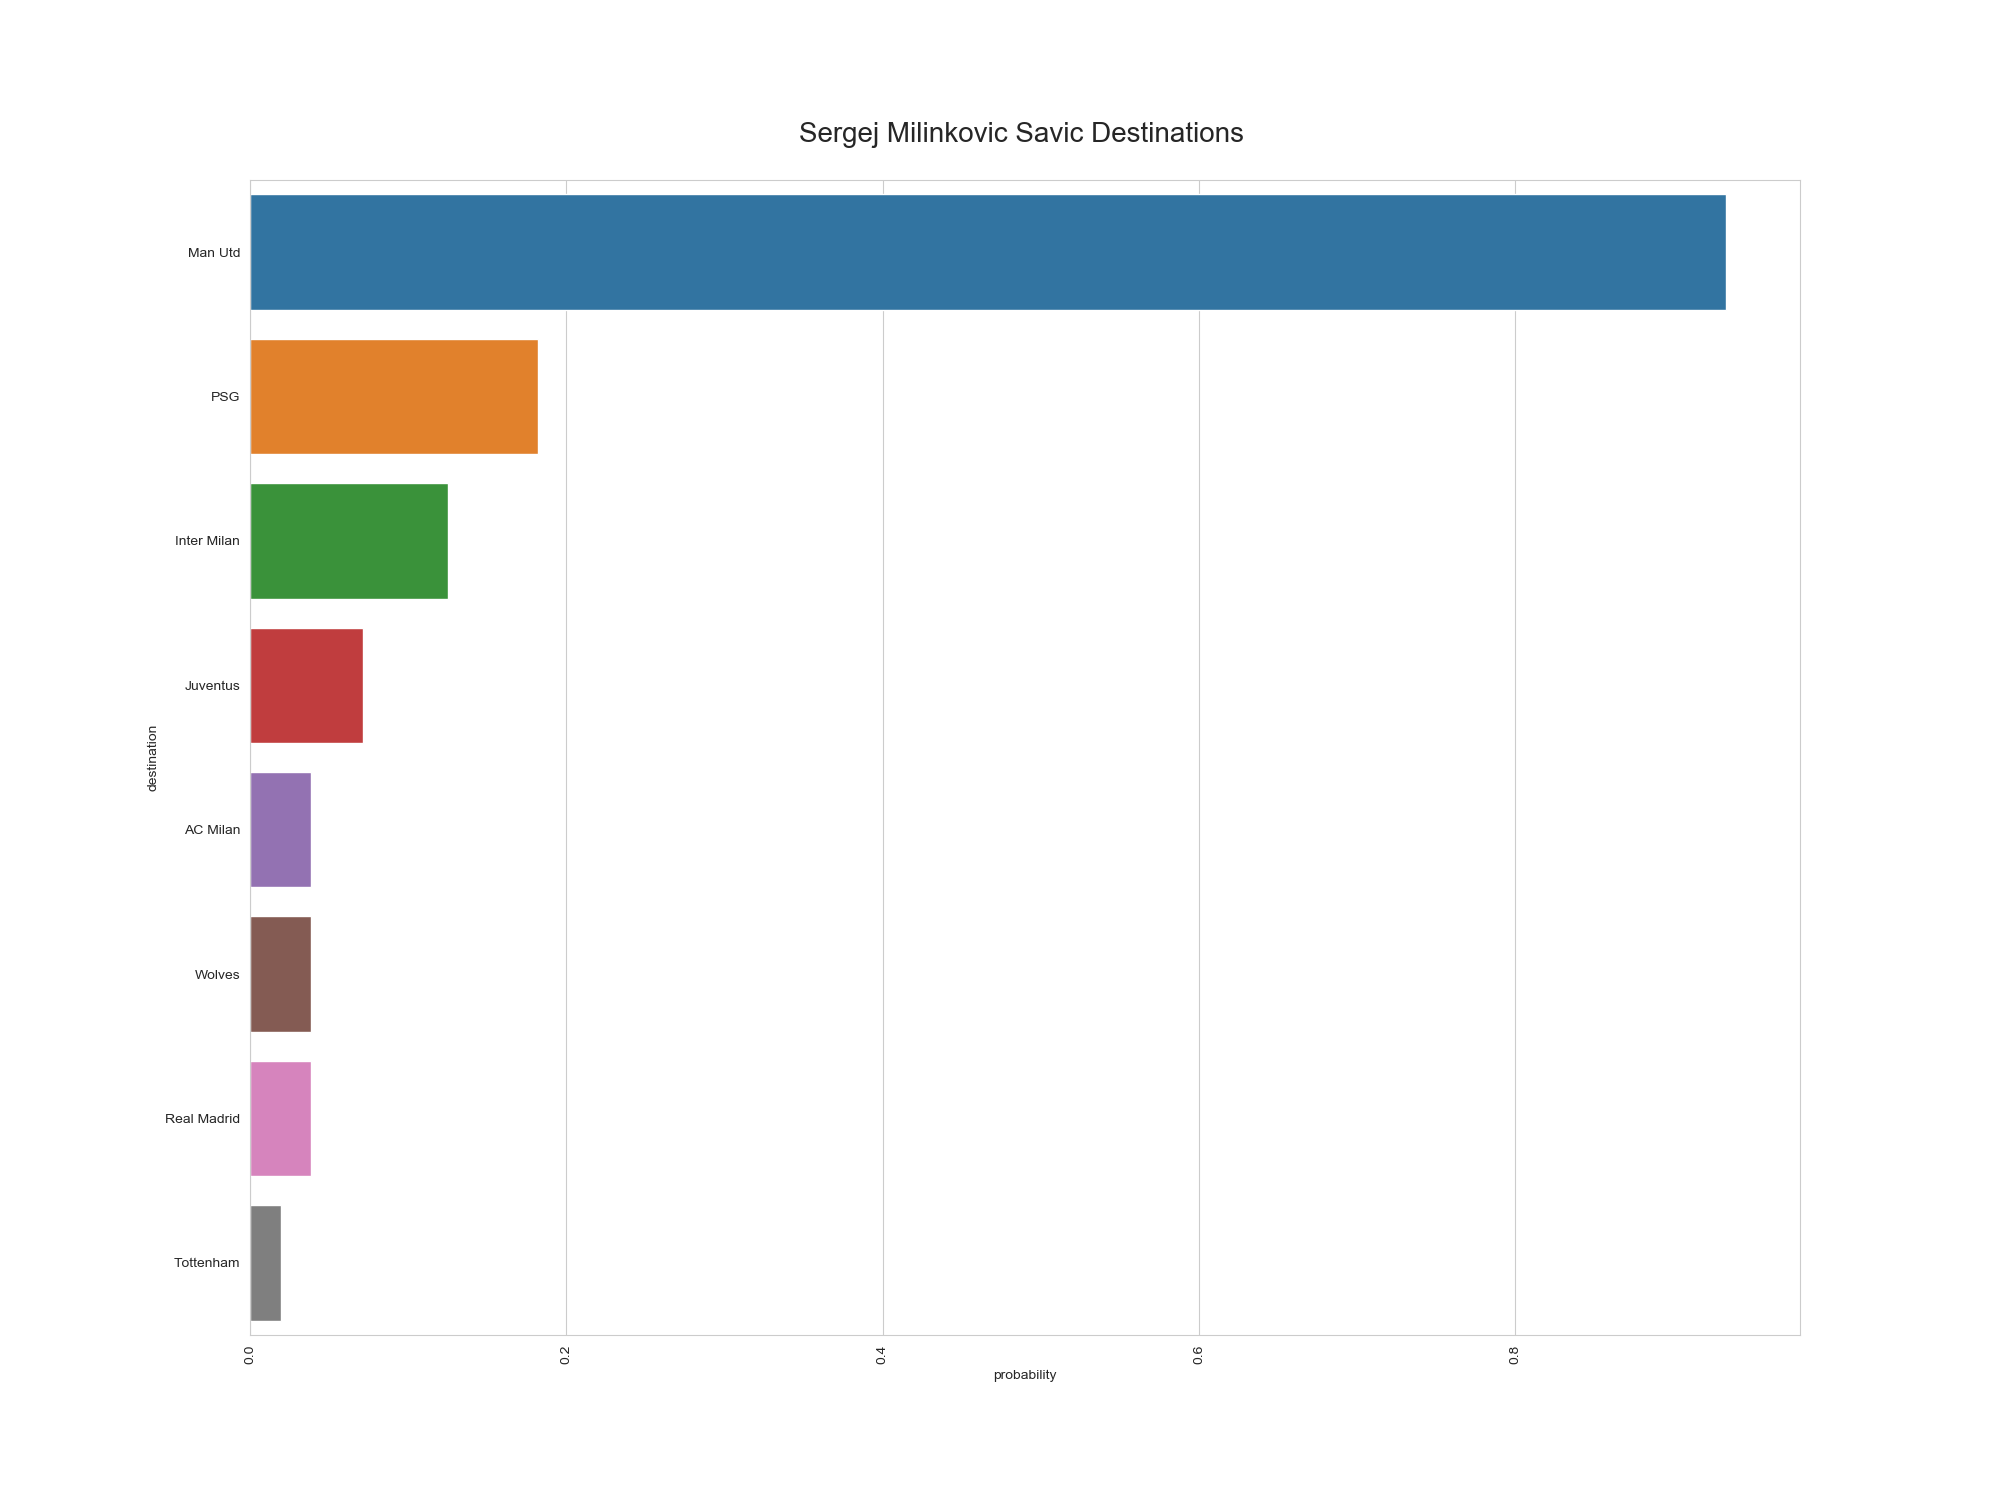 Sergej Milinkovic Savic Destinations
Man Utd
PSG
Inter Milan
Juventus
destination
AC Milan
Wolves
Real Madrid
Tottenham
0.0
0.2
0.4
0.6
0.8
probability